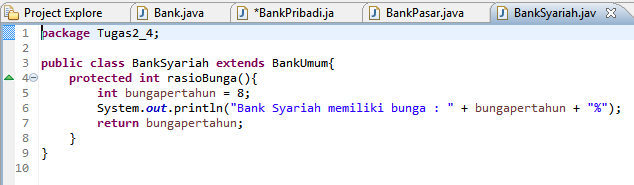 Project Explore Bank.java *BankPribadi.ja BankPasar.java BankSyariah.jav
1 package Tugas2_4;
2
3 public class BankSyariah extends BankUmum{
4 protected int rasioBunga(){
5 int bungapertahun = 8;
6 System.out.println("Bank Syariah memiliki bunga : " + bungapertahun + "%");
7 return bungapertahun;
8 }
9 }
10